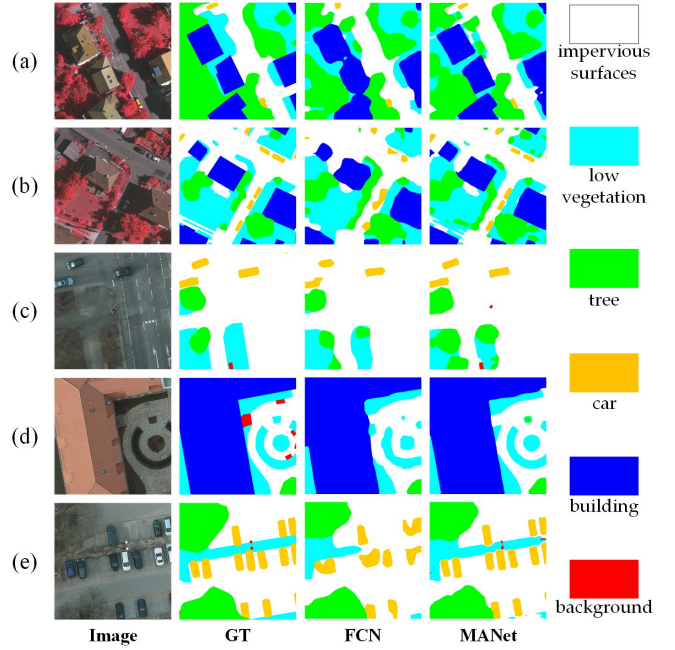 (a)
(b)
(c)
(d)
(e)
Image
GT
FCN
MANet
impervious
surfaces
low
vegetation
tree
car
building
background